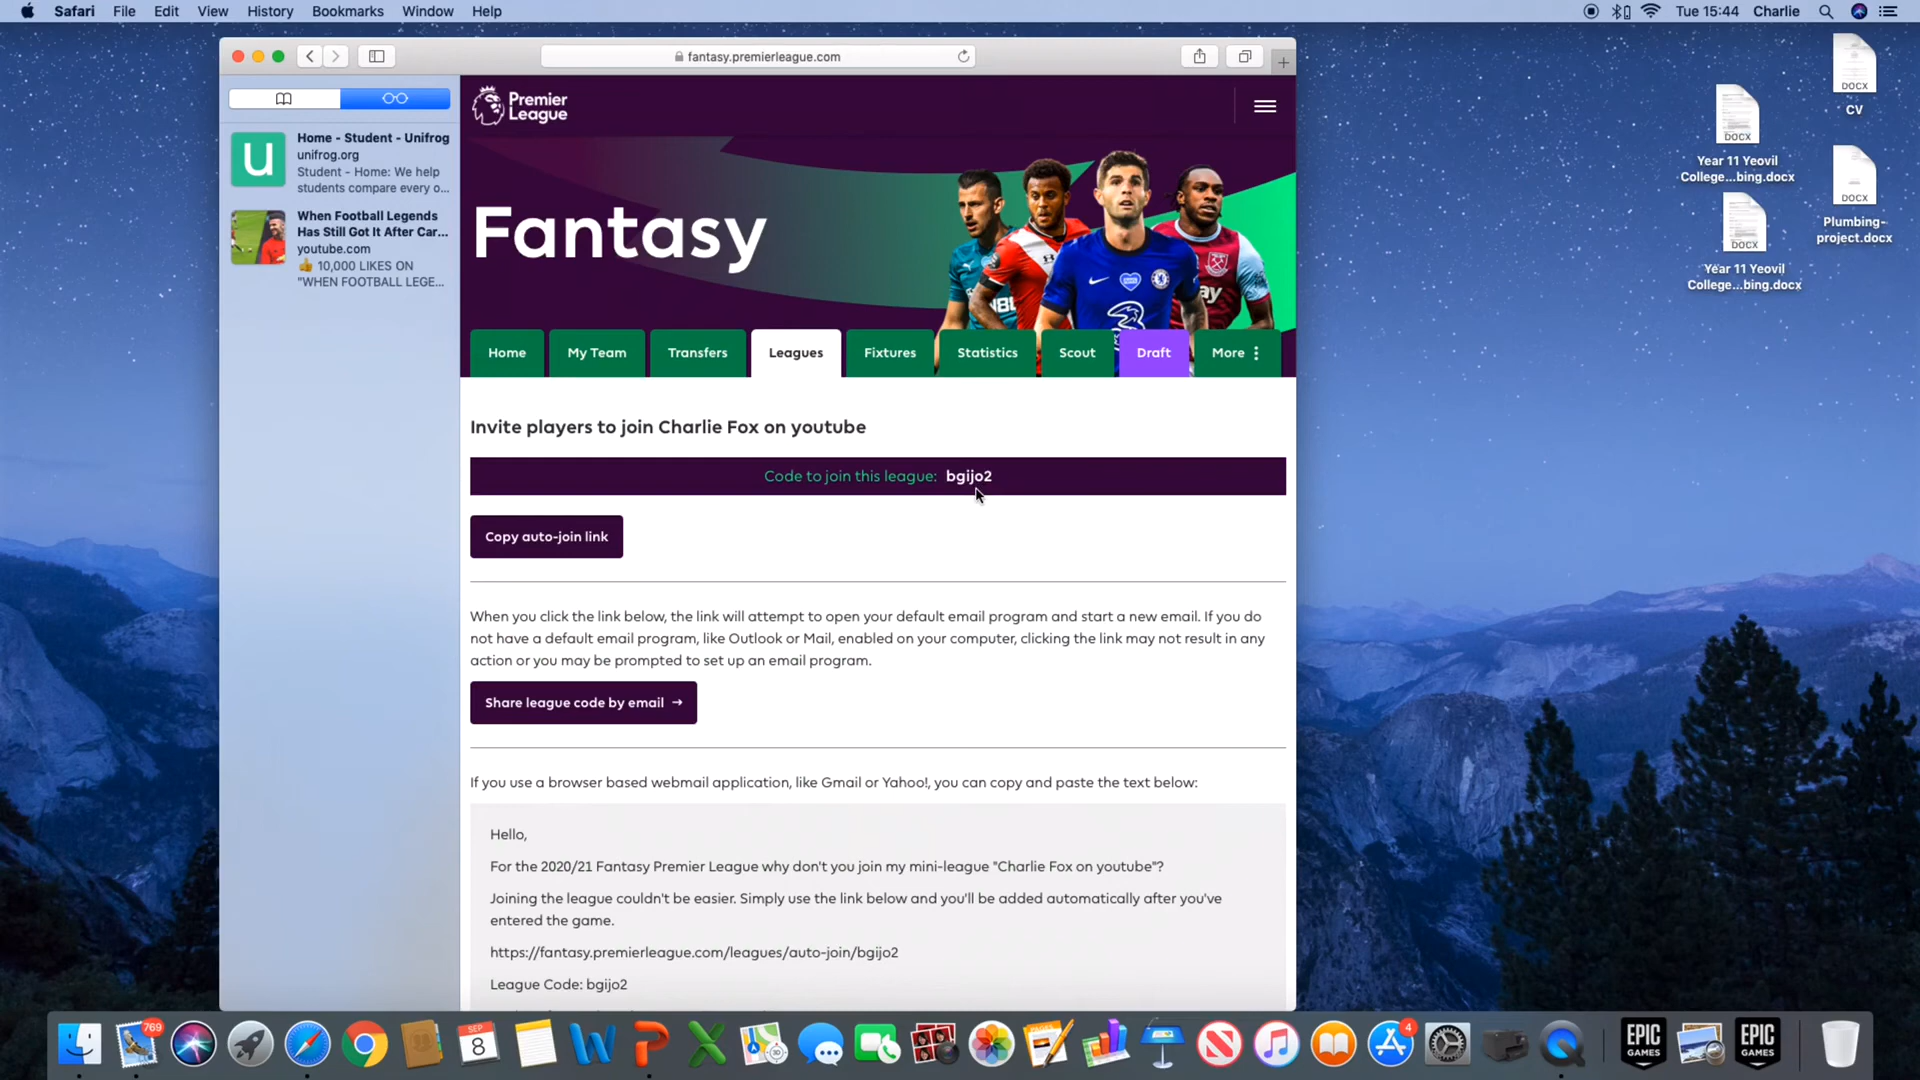 Safari File Edit View History Bookmarks Window Help
Tue 15:44 Charlie
fantasy.premierleague.com
Home - Student - Unifrog
unifrog.org
Student - Home: We help
students compare every o...
When Football Legends
Has Still Got It After Car...
youtube.com
👍 10,000 LIKES ON
"WHEN FOOTBALL LEGE...
Premier
League
Fantasy
Home My Team Transfers Leagues Fixtures Statistics Scout Draft More
Invite players to join Charlie Fox on youtube
Code to join this league: bgijo2
Copy auto-join link
When you click the link below, the link will attempt to open your default email program and start a new email. If you do
not have a default email program, like Outlook or Mail, enabled on your computer, clicking the link may not result in any
action or you may be prompted to set up an email program.
Share league code by email →
If you use a browser based webmail application, like Gmail or Yahoo!, you can copy and paste the text below:
Hello,
For the 2020/21 Fantasy Premier League why don't you join my mini-league "Charlie Fox on youtube"?
Joining the league couldn't be easier. Simply use the link below and you'll be added automatically after you've
entered the game.
https://fantasy.premierleague.com/leagues/auto-join/bgijo2
League Code: bgijo2
DOCX
CV
DOCX
Year 11 Yeovil
College...bing.docx
DOCX
Plumbing-
project.docx
DOCX
Year 11 Yeovil
College...bing.docx
769
SEP
8
4
EPIC
GAMES
EPIC
GAMES